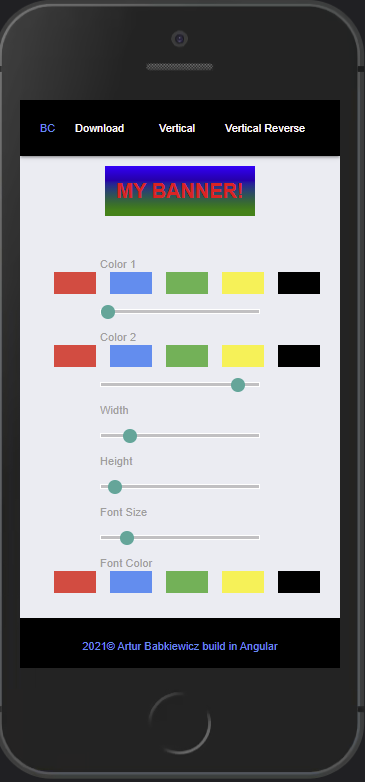 BC Download Vertical Vertical Reverse
MY BANNER!
Color 1
Color 2
Width
Height
Font Size
Font Color
2021© Artur Babkiewicz build in Angular